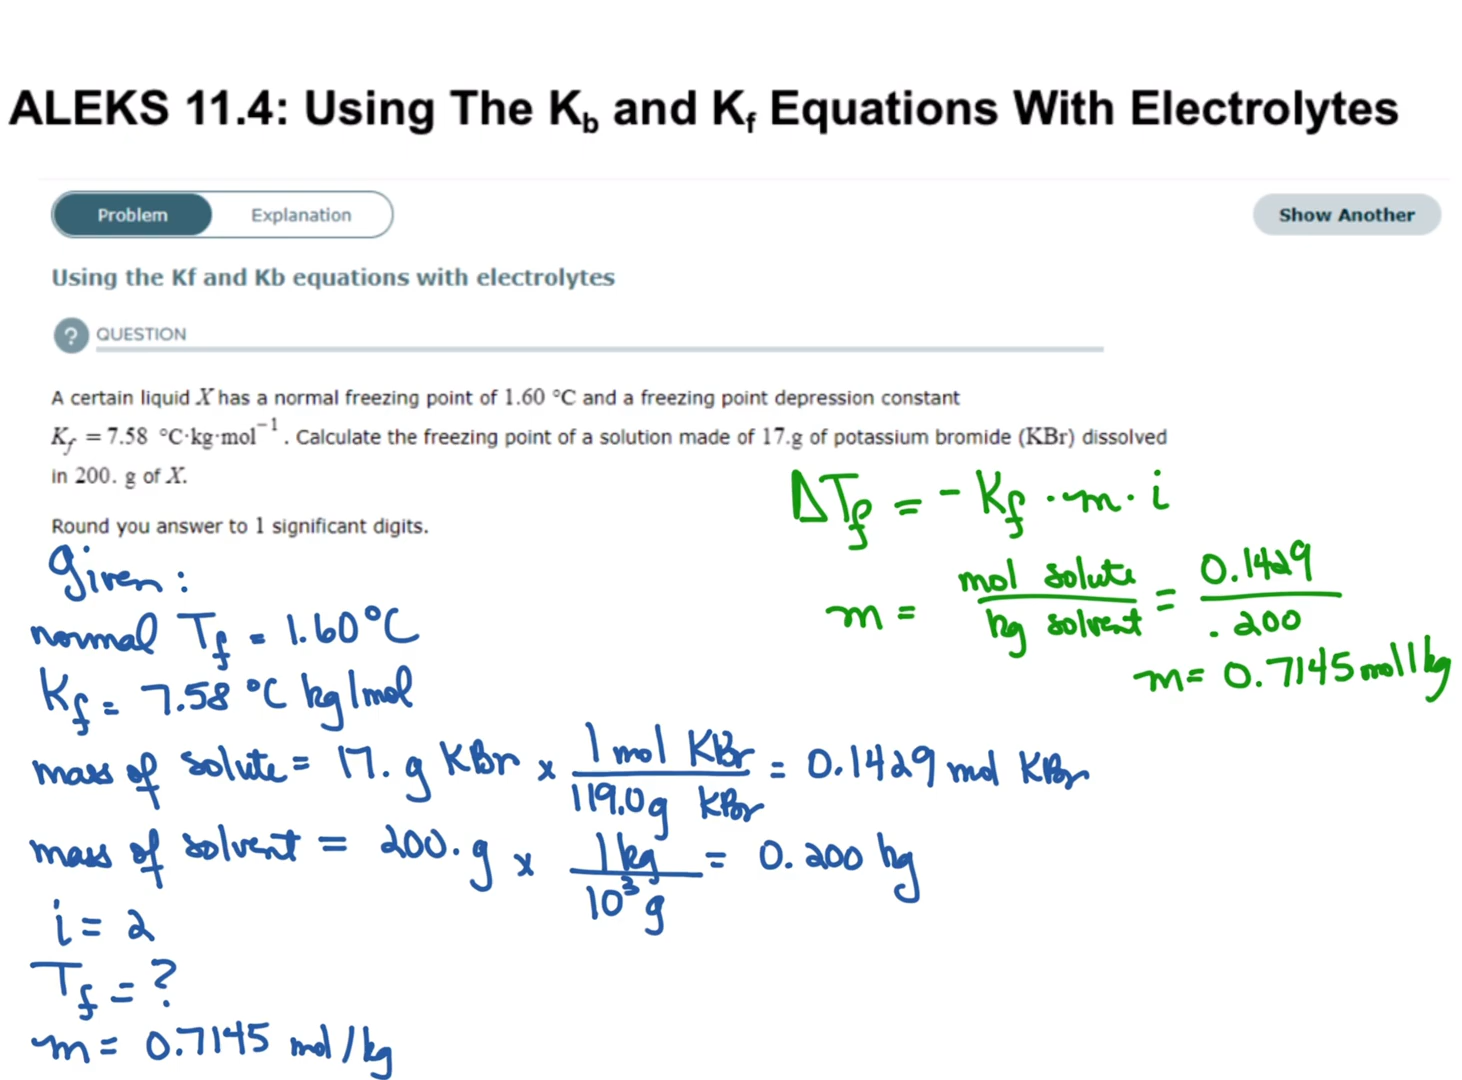 ALEKS 11.4: Using The Kb and Kf Equations With Electrolytes
Problem Explanation Show Another
Using the Kf and Kb equations with electrolytes
? QUESTION
A certain liquid X has a normal freezing point of 1.60 °C and a freezing point depression constant
Kf = 7.58 °C·kg·mol⁻¹. Calculate the freezing point of a solution made of 17.g of potassium bromide (KBr) dissolved
in 200. g of X.
Round you answer to 1 significant digits.
ΔTf = - Kf · m · i
m = mol solute / kg solvent = 0.1429 / .200
m = 0.7145 mol/kg
Given:
normal Tf = 1.60°C
Kf = 7.58 °C kg/mol
mass of solute = 17. g KBr x 1 mol KBr / 119.0g KBr = 0.1429 mol KBr
mass of solvent = 200. g x 1 kg / 10³ g = 0.200 kg
i = 2
Tf = ?
m = 0.7145 mol/kg